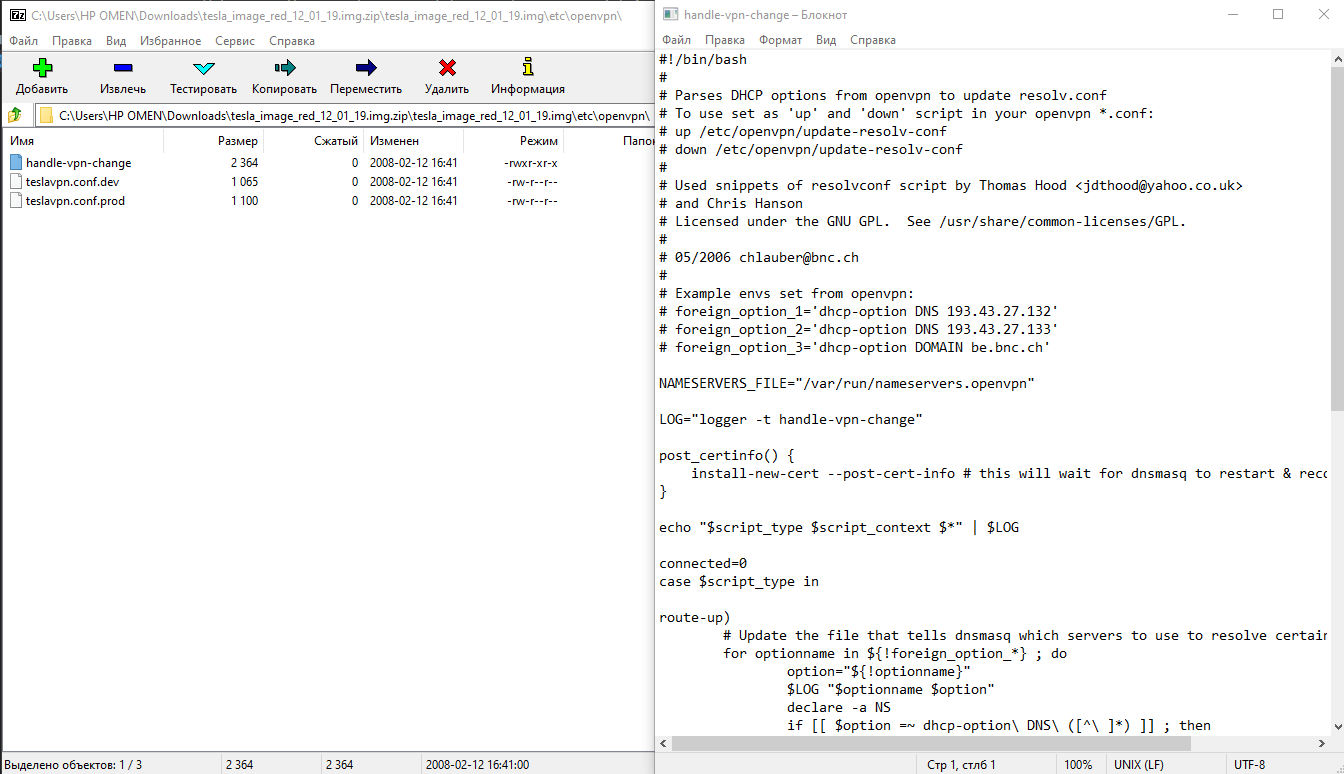 C:\Users\HP OMEN\Downloads\tesla_image_red_12_01_19.img.zip\tesla_image_red_12_01_19.img\etc\openvpn\
Файл Правка Вид Избранное Сервис Справка
Добавить Извлечь Тестировать Копировать Переместить Удалить Информация
C:\Users\HP OMEN\Downloads\tesla_image_red_12_01_19.img.zip\tesla_image_red_12_01_19.img\etc\openvpn\
Имя Размер Сжатый Изменен Режим Папо
handle-vpn-change 2 364 0 2008-02-12 16:41 -rwxr-xr-x
teslavpn.conf.dev 1 065 0 2008-02-12 16:41 -rw-r--r--
teslavpn.conf.prod 1 100 0 2008-02-12 16:41 -rw-r--r--
Выделено объектов: 1 / 3 2 364 2 364 2008-02-12 16:41:00
handle-vpn-change – Блокнот
Файл Правка Формат Вид Справка
#!/bin/bash
#
# Parses DHCP options from openvpn to update resolv.conf
# To use set as 'up' and 'down' script in your openvpn *.conf:
# up /etc/openvpn/update-resolv-conf
# down /etc/openvpn/update-resolv-conf
#
# Used snippets of resolvconf script by Thomas Hood <jdthood@yahoo.co.uk>
# and Chris Hanson
# Licensed under the GNU GPL.  See /usr/share/common-licenses/GPL.
#
# 05/2006 chlauber@bnc.ch
#
# Example envs set from openvpn:
# foreign_option_1='dhcp-option DNS 193.43.27.132'
# foreign_option_2='dhcp-option DNS 193.43.27.133'
# foreign_option_3='dhcp-option DOMAIN be.bnc.ch'
NAMESERVERS_FILE="/var/run/nameservers.openvpn"
LOG="logger -t handle-vpn-change"
post_certinfo() {
    install-new-cert --post-cert-info # this will wait for dnsmasq to restart & reco
}
echo "$script_type $script_context $*" | $LOG
connected=0
case $script_type in
route-up)
        # Update the file that tells dnsmasq which servers to use to resolve certain
        for optionname in ${!foreign_option_*} ; do
                option="${!optionname}"
                $LOG "$optionname $option"
                declare -a NS
                if [[ $option =~ dhcp-option\ DNS\ ([^\ ]*) ]] ; then
Стр 1, стлб 1 100% UNIX (LF) UTF-8